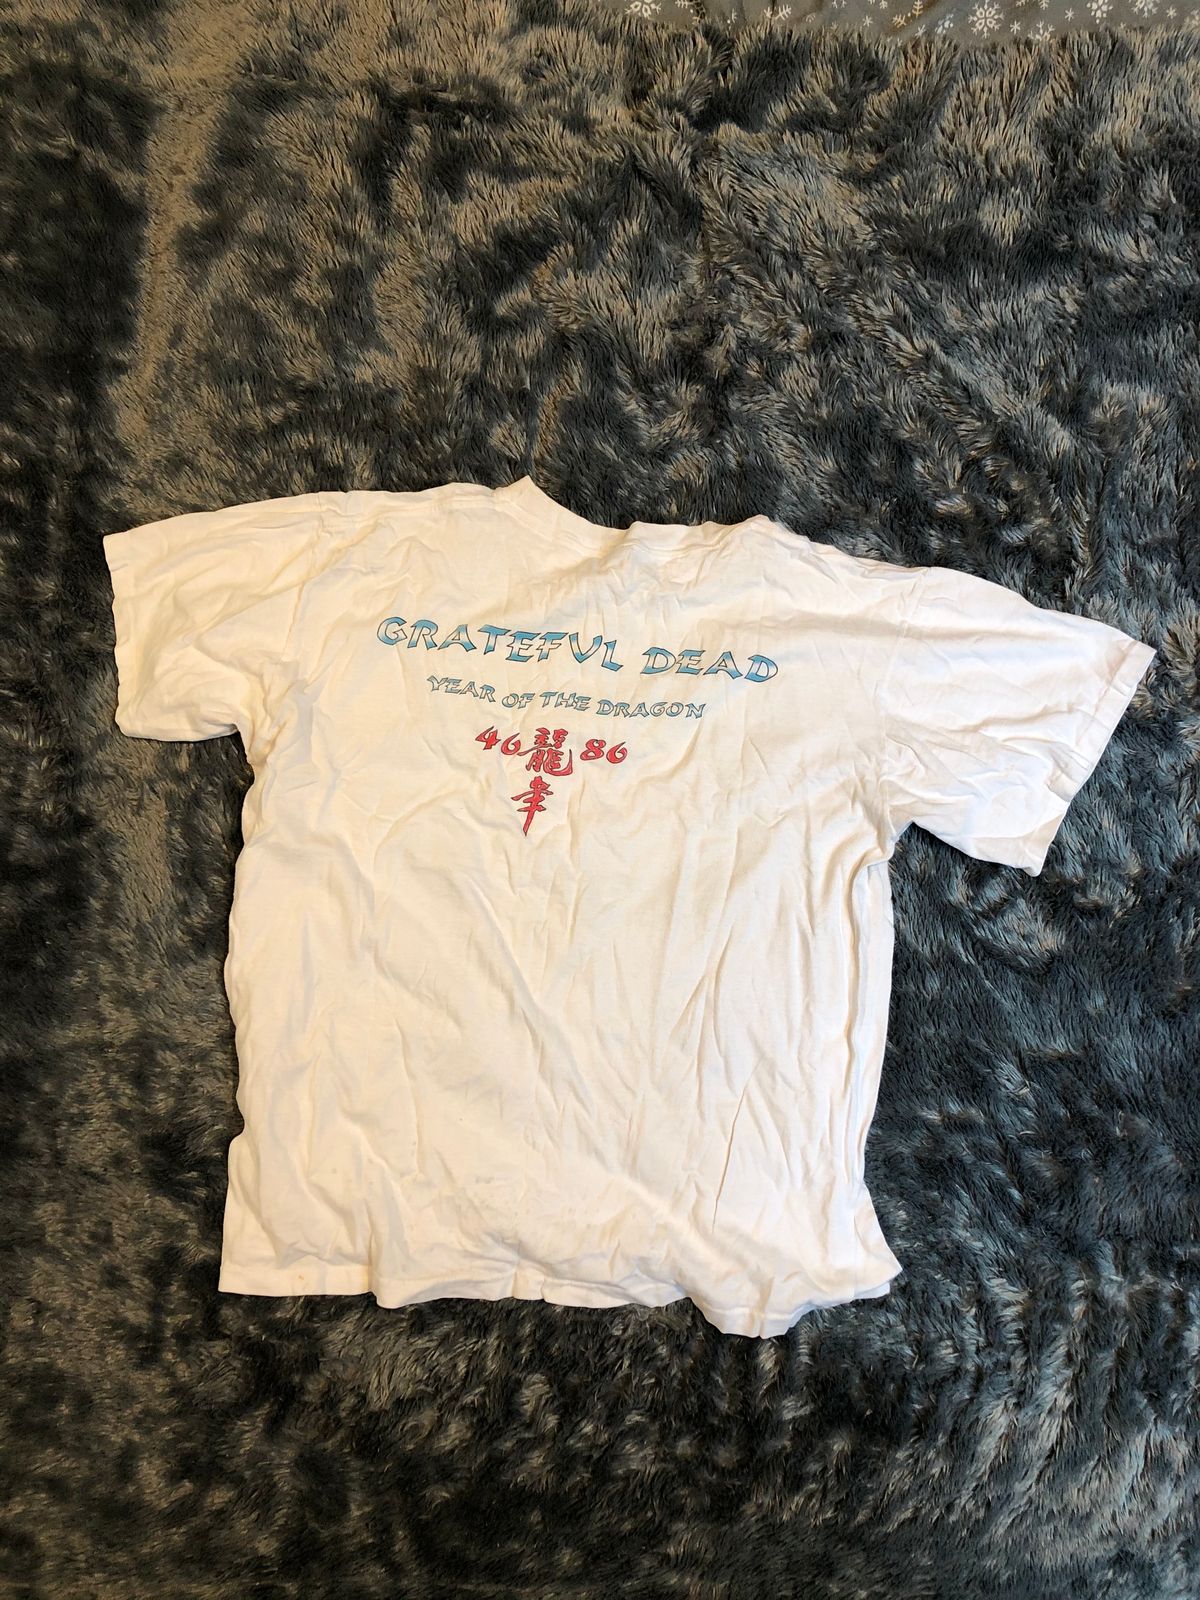 GRATEFUL DEAD
YEAR OF THE DRAGON
46 龍 86
年